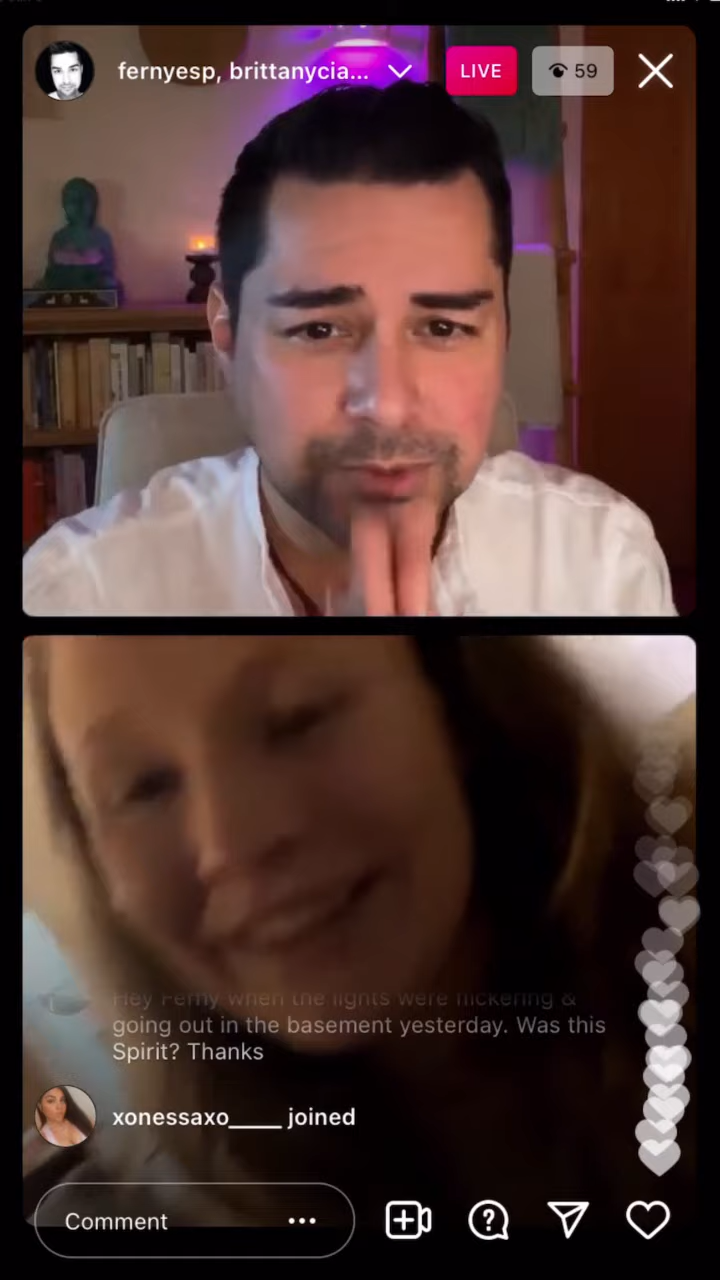 fernyesp, brittanycia...
LIVE
59
Hey Ferny when the lights were flickering &
going out in the basement yesterday. Was this
Spirit? Thanks
xonessaxo_____ joined
Comment